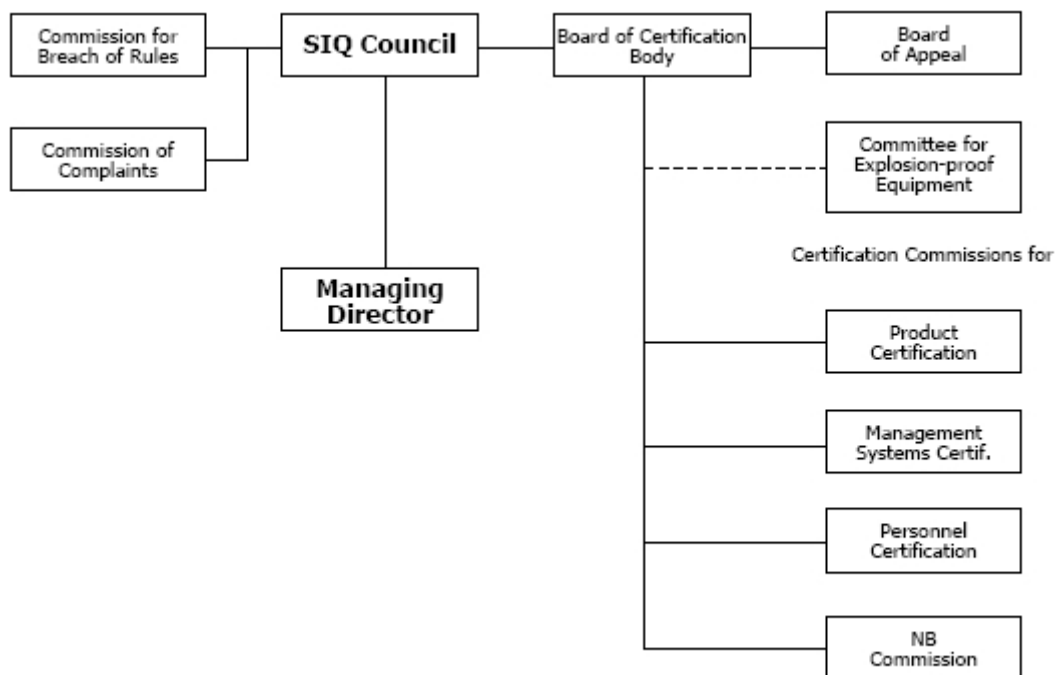 Commission for
Breach of Rules
SIQ Council
Board of Certification
Body
Board
of Appeal
Commission of
Complaints
Committee for
Explosion-proof
Equipment
Certification Commissions for
Managing
Director
Product
Certification
Management
Systems Certif.
Personnel
Certification
NB
Commission